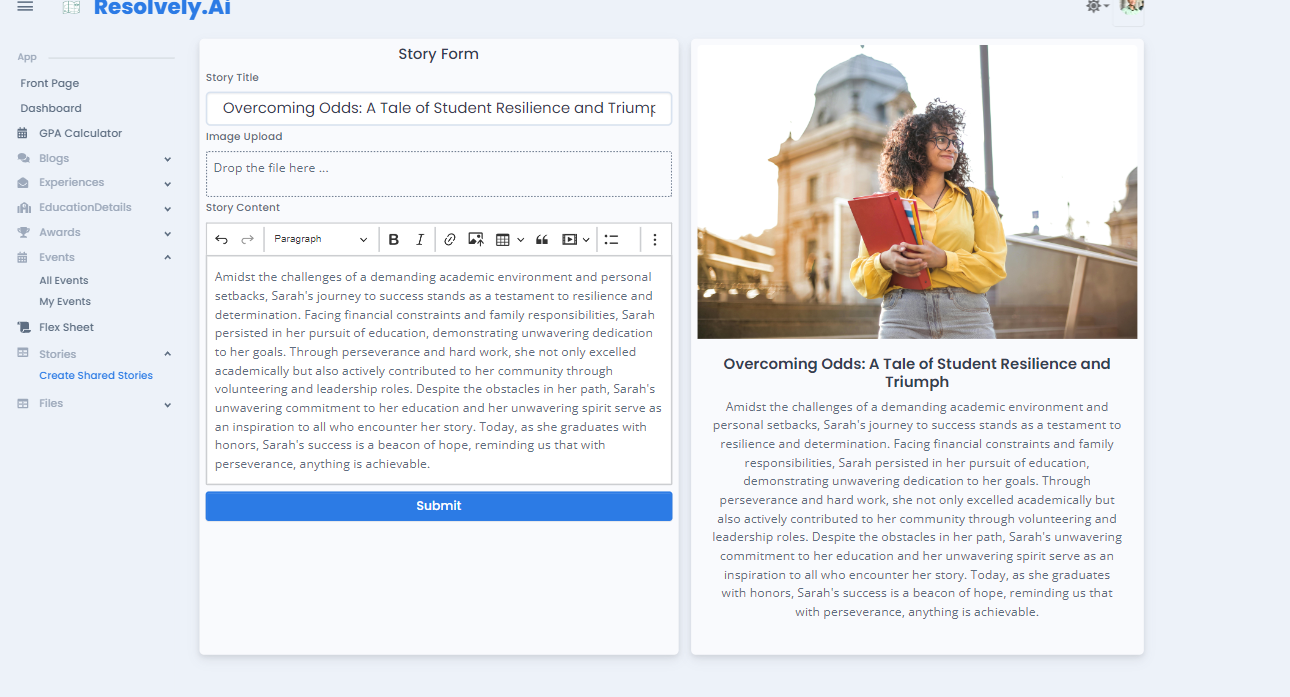 Resolvely.Ai
App
Front Page
Dashboard
GPA Calculator
Blogs
Experiences
EducationDetails
Awards
Events
All Events
My Events
Flex Sheet
Stories
Create Shared Stories
Files
Story Form
Story Title
Overcoming Odds: A Tale of Student Resilience and Triump
Image Upload
Drop the file here ...
Story Content
Paragraph
Amidst the challenges of a demanding academic environment and personal
setbacks, Sarah's journey to success stands as a testament to resilience and
determination. Facing financial constraints and family responsibilities, Sarah
persisted in her pursuit of education, demonstrating unwavering dedication
to her goals. Through perseverance and hard work, she not only excelled
academically but also actively contributed to her community through
volunteering and leadership roles. Despite the obstacles in her path, Sarah's
unwavering commitment to her education and her unwavering spirit serve as
an inspiration to all who encounter her story. Today, as she graduates with
honors, Sarah's success is a beacon of hope, reminding us that with
perseverance, anything is achievable.
Submit
Overcoming Odds: A Tale of Student Resilience and
Triumph
Amidst the challenges of a demanding academic environment and
personal setbacks, Sarah's journey to success stands as a testament to
resilience and determination. Facing financial constraints and family
responsibilities, Sarah persisted in her pursuit of education,
demonstrating unwavering dedication to her goals. Through
perseverance and hard work, she not only excelled academically but
also actively contributed to her community through volunteering and
leadership roles. Despite the obstacles in her path, Sarah's unwavering
commitment to her education and her unwavering spirit serve as an
inspiration to all who encounter her story. Today, as she graduates
with honors, Sarah's success is a beacon of hope, reminding us that
with perseverance, anything is achievable.